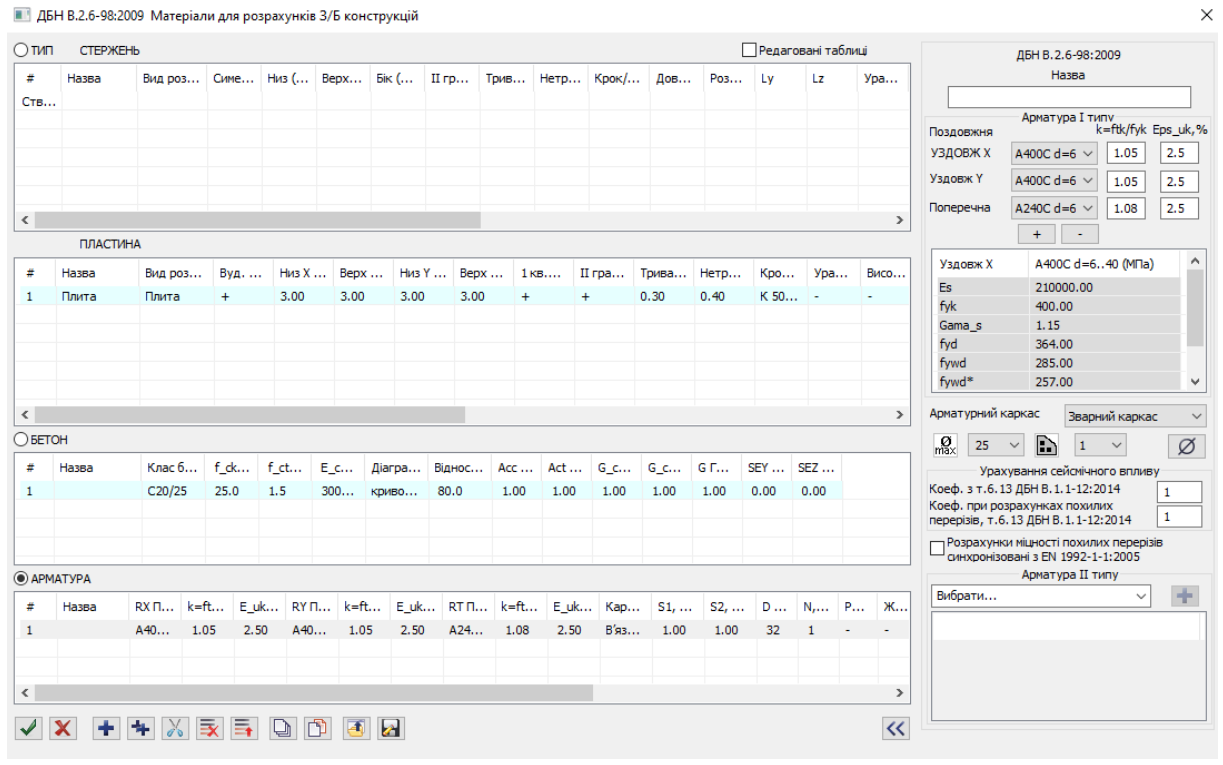 ДБН В.2.6-98:2009 Матеріали для розрахунків З/Б конструкцій
ТИП СТЕРЖЕНЬ Редаговані таблиці
# Назва Вид роз... Симе... Низ (... Верх... Бік (... II гр... Трив... Нетр... Крок/... Дов... Роз... Ly Lz Ура...
Ств...
ПЛАСТИНА
# Назва Вид роз... Вуд. ... Низ X ... Верх ... Низ Y ... Верх ... 1 кв.... II гра... Трива... Нетр... Кро... Ура... Висо...
1 Плита Плита + 3.00 3.00 3.00 3.00 + + 0.30 0.40 К 50... - -
БЕТОН
# Назва Клас б... f_ck... f_ct... E_c... Діагра... Віднос... Acc ... Act ... G_c... G_c... G Г... SEY ... SEZ ...
1 C20/25 25.0 1.5 300... криво... 80.0 1.00 1.00 1.00 1.00 1.00 0.00 0.00
АРМАТУРА
# Назва RX П... k=ft... E_uk... RY П... k=ft... E_uk... RT П... k=ft... E_uk... Кар... S1, ... S2, ... D ... N,... Р... Ж...
1 A40... 1.05 2.50 A40... 1.05 2.50 A24... 1.08 2.50 В'яз... 1.00 1.00 32 1 - -
ДБН В.2.6-98:2009
Назва
Арматура I типу
Поздовжня k=ftk/fyk Eps_uk,%
УЗДОВЖ X A400C d=6 1.05 2.5
Уздовж Y A400C d=6 1.05 2.5
Поперечна A240C d=6 1.08 2.5
+ -
Уздовж X A400C d=6..40 (МПа)
Es 210000.00
fyk 400.00
Gama_s 1.15
fyd 364.00
fywd 285.00
fywd* 257.00
Арматурний каркас Зварний каркас
Ø max 25 1 Ø
Урахування сейсмічного впливу
Коеф. з т.6.13 ДБН В.1.1-12:2014 1
Коеф. при розрахунках похилих
перерізів, т.6.13 ДБН В.1.1-12:2014 1
Розрахунки міцності похилих перерізів
синхронізовані з EN 1992-1-1:2005
Арматура II типу
Вибрати...